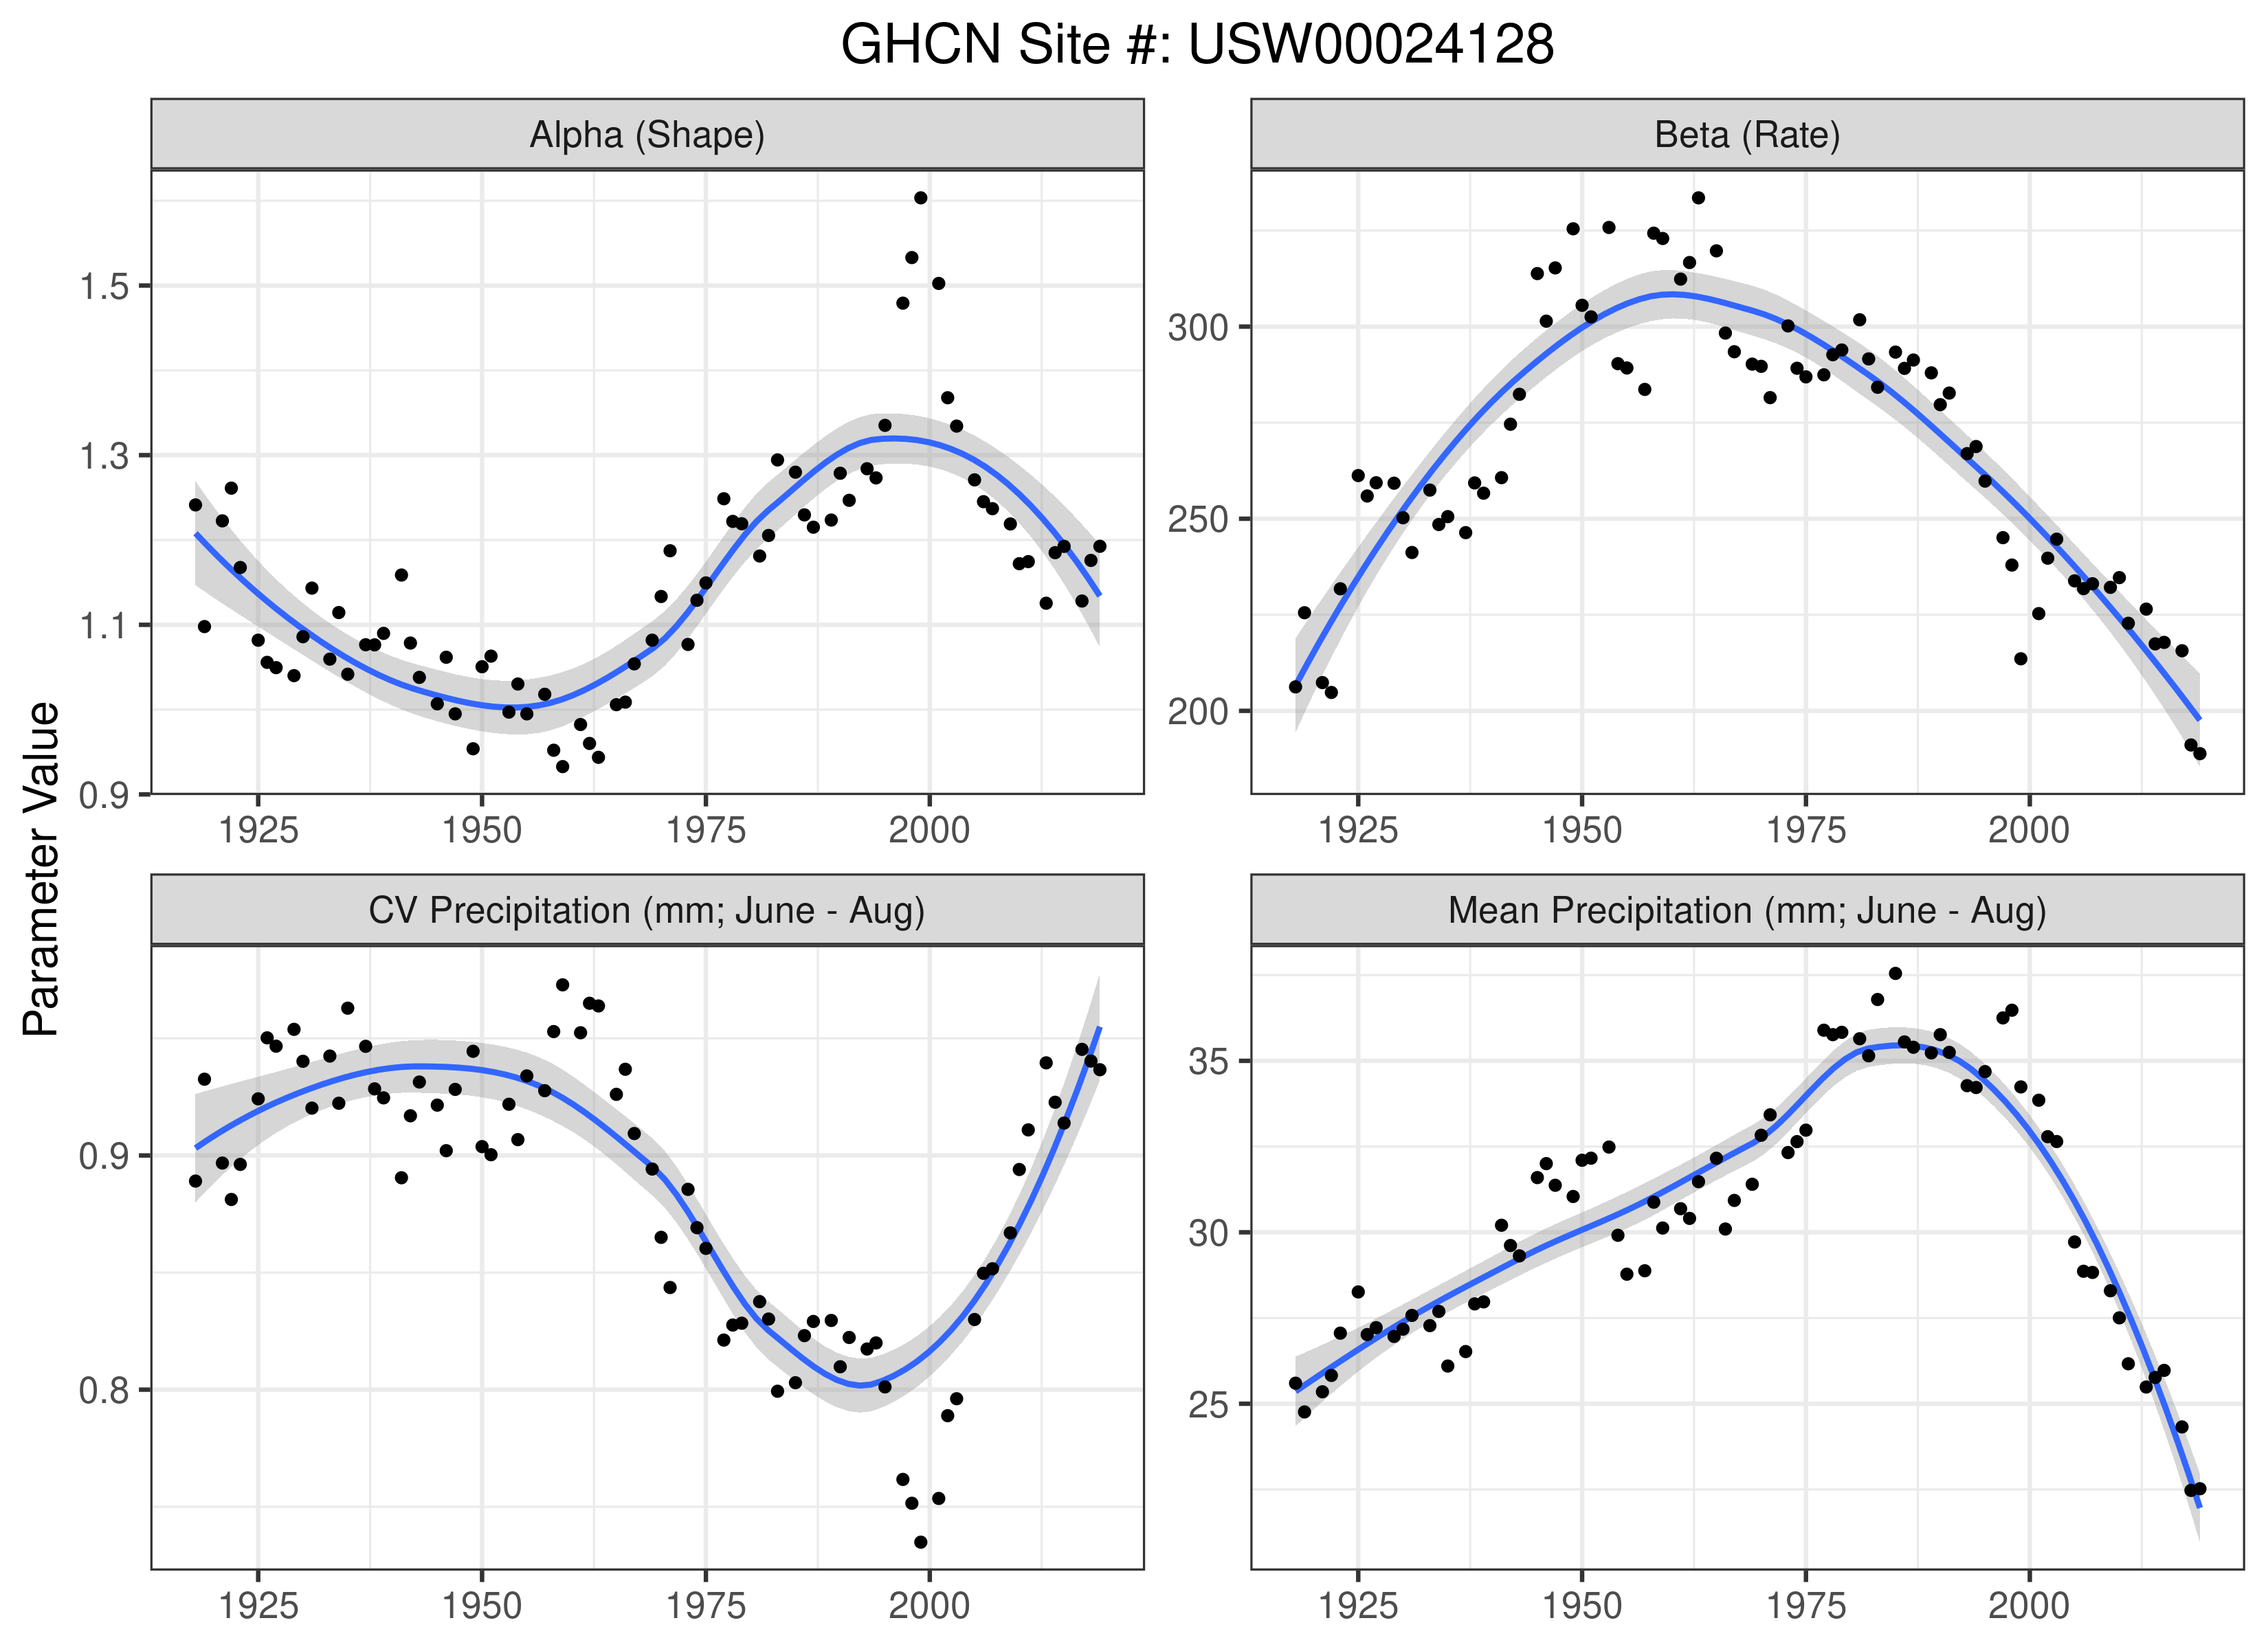 GHCN Site #: USW00024128
Alpha (Shape)
Beta (Rate)
1.5
1.3
1.1
0.9
300
250
200
1925 1950 1975 2000
1925 1950 1975 2000
Parameter Value
CV Precipitation (mm; June - Aug)
Mean Precipitation (mm; June - Aug)
0.9
0.8
35
30
25
1925 1950 1975 2000
1925 1950 1975 2000